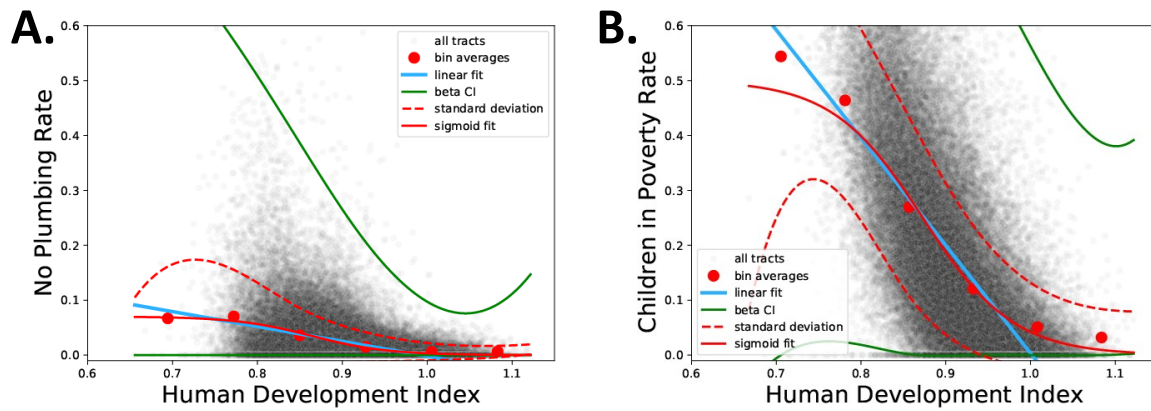 A.
0.6
0.5
0.4
0.3
0.2
0.1
0.0
No Plumbing Rate
all tracts
bin averages
linear fit
beta CI
standard deviation
sigmoid fit
0.6 0.7 0.8 0.9 1.0 1.1
Human Development Index
B.
0.6
0.5
0.4
0.3
0.2
0.1
0.0
Children in Poverty Rate
all tracts
bin averages
linear fit
beta CI
standard deviation
sigmoid fit
0.6 0.7 0.8 0.9 1.0 1.1
Human Development Index